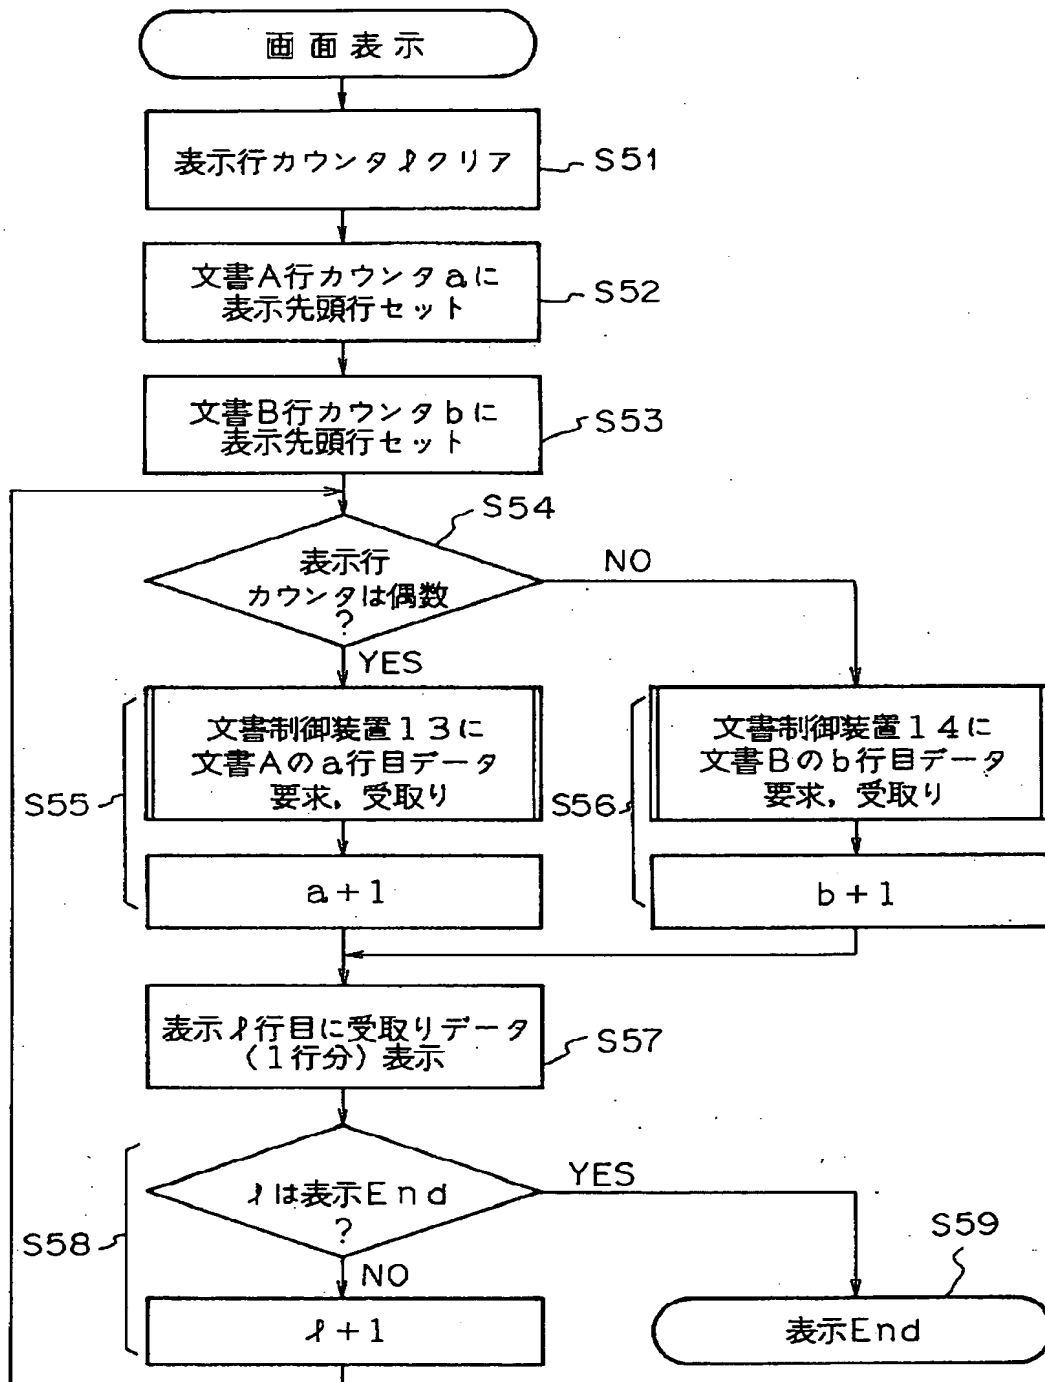 画面表示
表示行カウンタℓクリア
S51
文書A行カウンタaに
表示先頭行セット
S52
文書B行カウンタbに
表示先頭行セット
S53
S54
表示行
カウンタは偶数
?
NO
YES
文書制御装置13に
文書Aのa行目データ
要求，受取り
S55
a+1
文書制御装置14に
文書Bのb行目データ
要求，受取り
S56
b+1
表示ℓ行目に受取りデータ
(1行分)表示
S57
ℓは表示End
?
YES
S58
NO
ℓ+1
S59
表示End